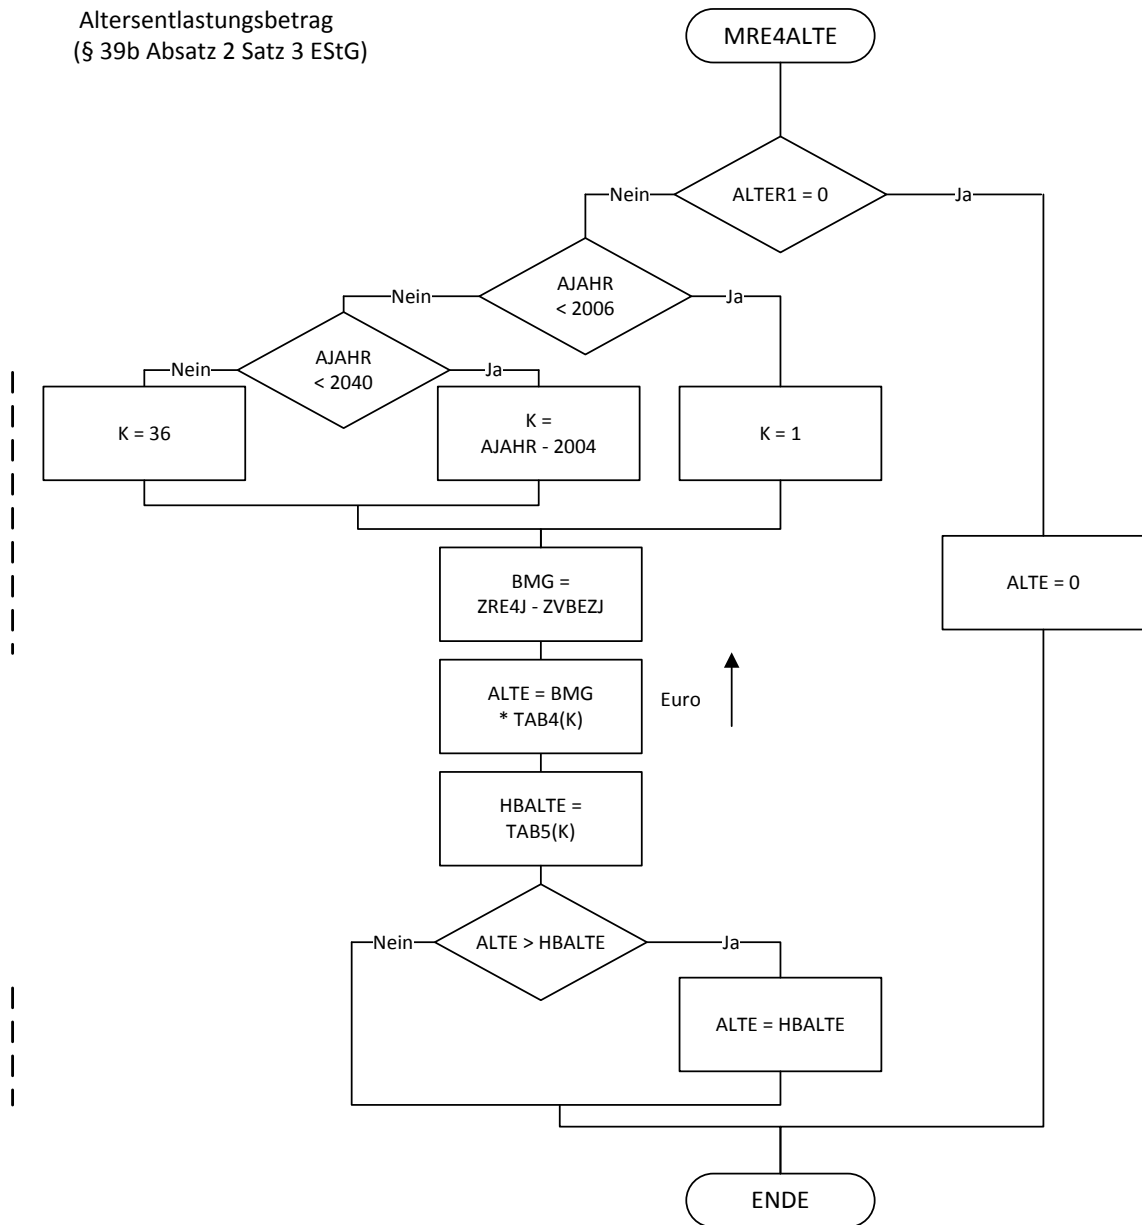 Altersentlastungsbetrag
(§ 39b Absatz 2 Satz 3 EStG)
MRE4ALTE
Nein
ALTER1 = 0
Ja
Nein
AJAHR
< 2006
Ja
Nein
AJAHR
< 2040
Ja
K = 36
K =
AJAHR - 2004
K = 1
BMG =
ZRE4J - ZVBEZJ
ALTE = 0
ALTE = BMG
* TAB4(K)
Euro
HBALTE =
TAB5(K)
Nein
ALTE > HBALTE
Ja
ALTE = HBALTE
ENDE